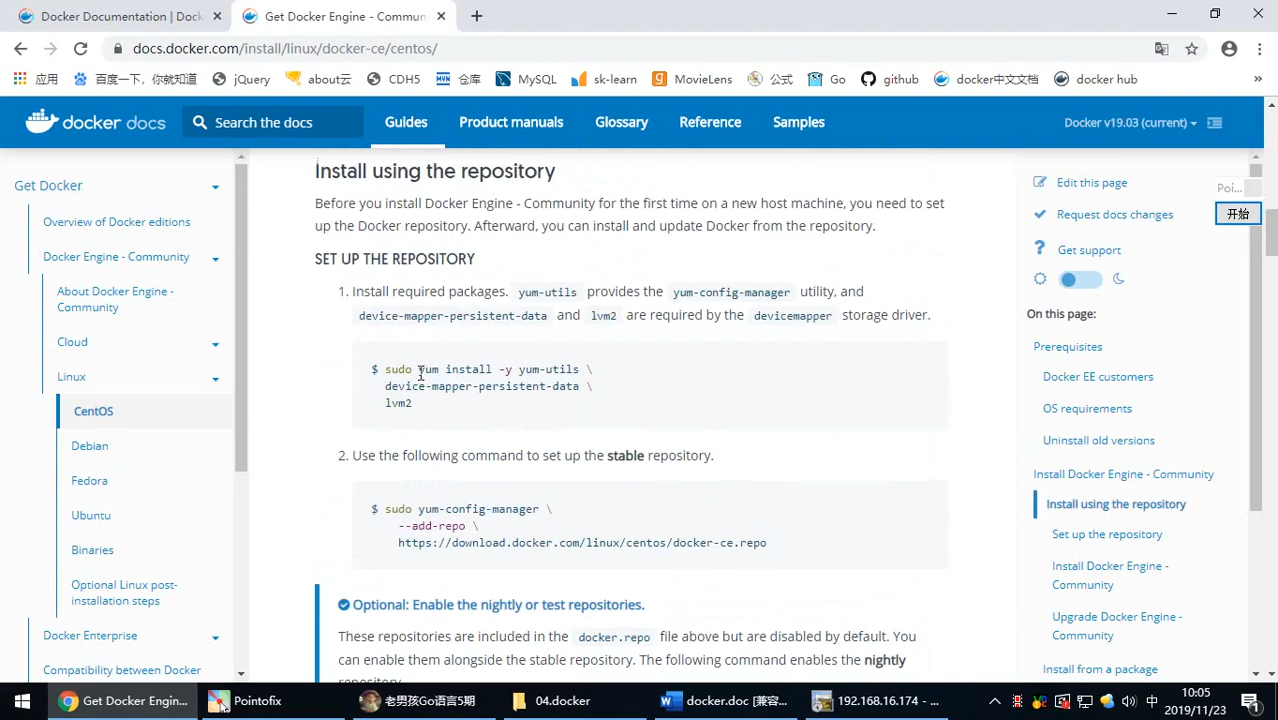 Docker Documentation | Dock
Get Docker Engine - Commun
docs.docker.com/install/linux/docker-ce/centos/
应用
百度一下，你就知道
jQuery
about云
CDH5
仓库
MySQL
sk-learn
MovieLens
公式
Go
github
docker中文文档
docker hub
»
docker docs
Search the docs
Guides
Product manuals
Glossary
Reference
Samples
Docker v19.03 (current)
Get Docker
Overview of Docker editions
Docker Engine - Community
About Docker Engine -
Community
Cloud
Linux
CentOS
Debian
Fedora
Ubuntu
Binaries
Optional Linux post-
installation steps
Docker Enterprise
Compatibility between Docker
Install using the repository
Before you install Docker Engine - Community for the first time on a new host machine, you need to set
up the Docker repository. Afterward, you can install and update Docker from the repository.
SET UP THE REPOSITORY
1. Install required packages. yum-utils provides the yum-config-manager utility, and
device-mapper-persistent-data and lvm2 are required by the devicemapper storage driver.
$ sudo yum install -y yum-utils \
device-mapper-persistent-data \
lvm2
2. Use the following command to set up the stable repository.
$ sudo yum-config-manager \
--add-repo \
https://download.docker.com/linux/centos/docker-ce.repo
Optional: Enable the nightly or test repositories.
These repositories are included in the docker.repo file above but are disabled by default. You
can enable them alongside the stable repository. The following command enables the nightly
repository.
Edit this page
Request docs changes
Get support
Poi...
开始
On this page:
Prerequisites
Docker EE customers
OS requirements
Uninstall old versions
Install Docker Engine - Community
Install using the repository
Set up the repository
Install Docker Engine -
Community
Upgrade Docker Engine -
Community
Install from a package
Get Docker Engin...
Pointofix
老男孩Go语言5期
04.docker
docker.doc [兼容...
192.168.16.174 - ...
中
10:05
2019/11/23
1